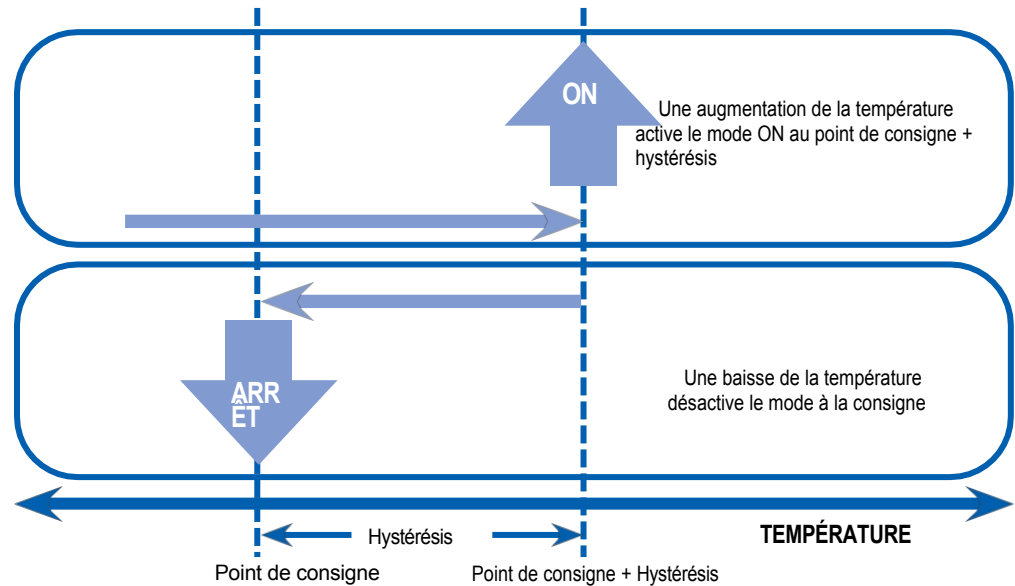 ON
Une augmentation de la température
active le mode ON au point de consigne +
hystérésis
ARR
ÊT
Une baisse de la température
désactive le mode à la consigne
Hystérésis
TEMPÉRATURE
Point de consigne
Point de consigne + Hystérésis